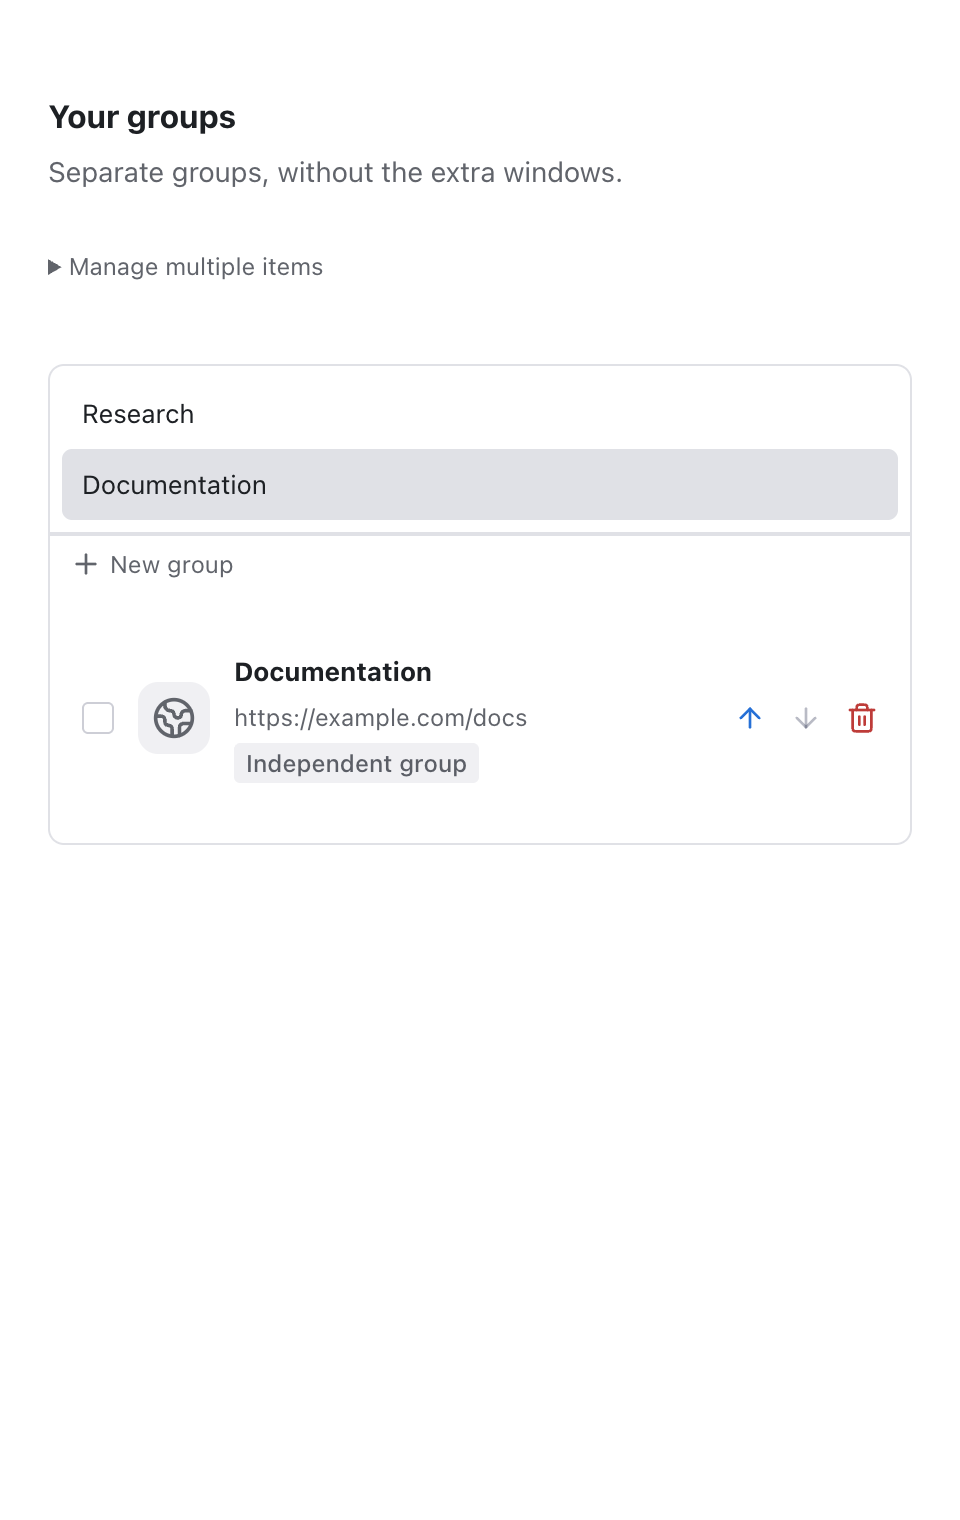 Your groups
Separate groups, without the extra windows.
Manage multiple items
Research
Documentation
New group
Documentation
https://example.com/docs
Independent group